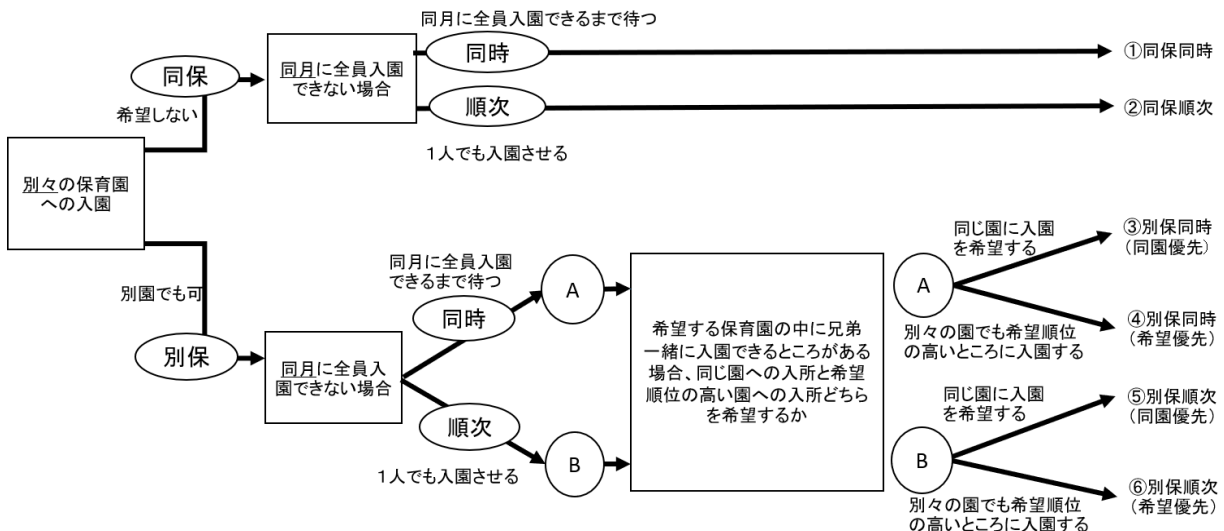 別々の保育園
への入園
同保
希望しない
同月に全員入園
できない場合
同月に全員入園できるまで待つ
同時
順次
１人でも入園させる
①同保同時
②同保順次
別園でも可
別保
同月に全員入
園できない場合
同月に全員入園
できるまで待つ
同時
順次
１人でも入園させる
A
B
希望する保育園の中に兄弟
一緒に入園できるところがある
場合、同じ園への入所と希望
順位の高い園への入所どちら
を希望するか
A
同じ園に入園
を希望する
③別保同時
(同園優先)
別々の園でも希望順位
の高いところに入園する
④別保同時
(希望優先)
B
同じ園に入園
を希望する
⑤別保順次
(同園優先)
別々の園でも希望順位
の高いところに入園する
⑥別保順次
(希望優先)